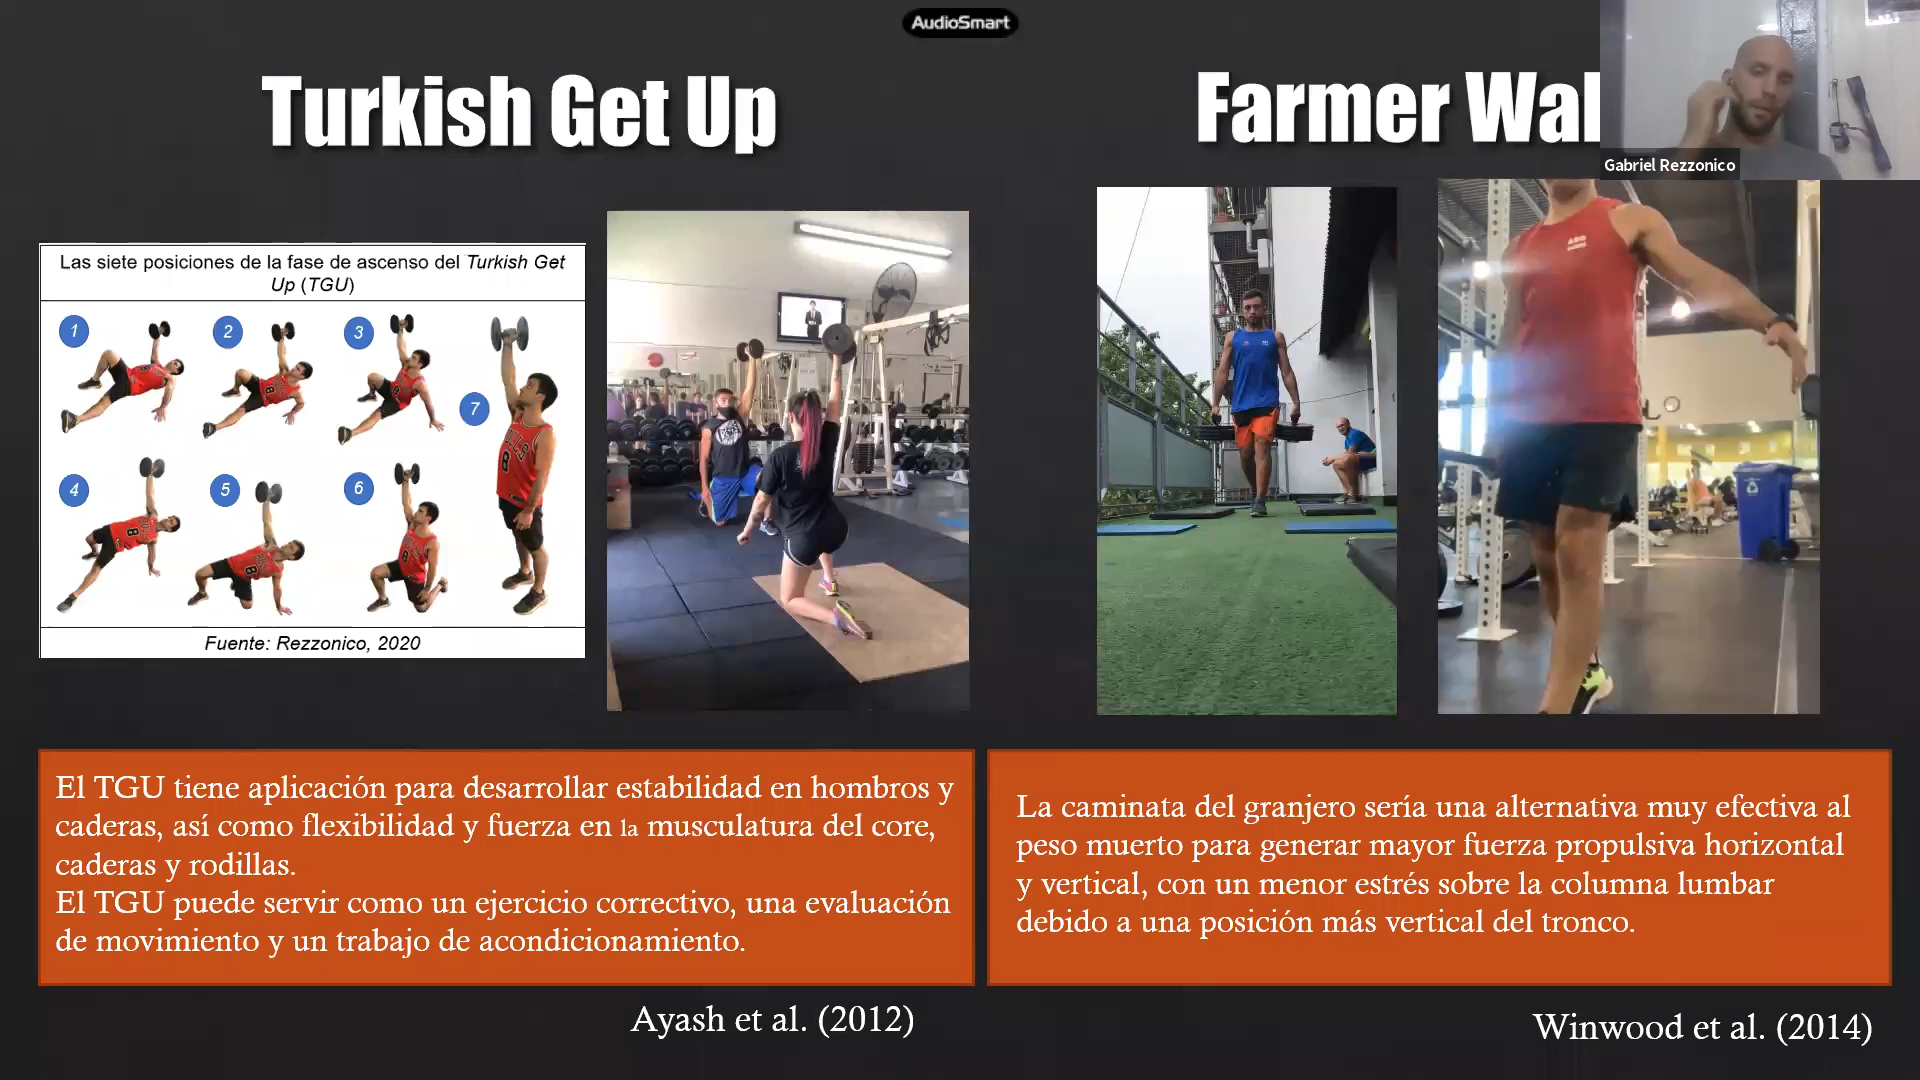 AudioSmart
Turkish Get Up
Farmer Wal
Gabriel Rezzonico
Las siete posiciones de la fase de ascenso del Turkish Get
Up (TGU)
1
2
3
7
4
5
6
Fuente: Rezzonico, 2020
El TGU tiene aplicación para desarrollar estabilidad en hombros y
caderas, así como flexibilidad y fuerza en la musculatura del core,
caderas y rodillas.
El TGU puede servir como un ejercicio correctivo, una evaluación
de movimiento y un trabajo de acondicionamiento.
Ayash et al. (2012)
La caminata del granjero sería una alternativa muy efectiva al
peso muerto para generar mayor fuerza propulsiva horizontal
y vertical, con un menor estrés sobre la columna lumbar
debido a una posición más vertical del tronco.
Winwood et al. (2014)